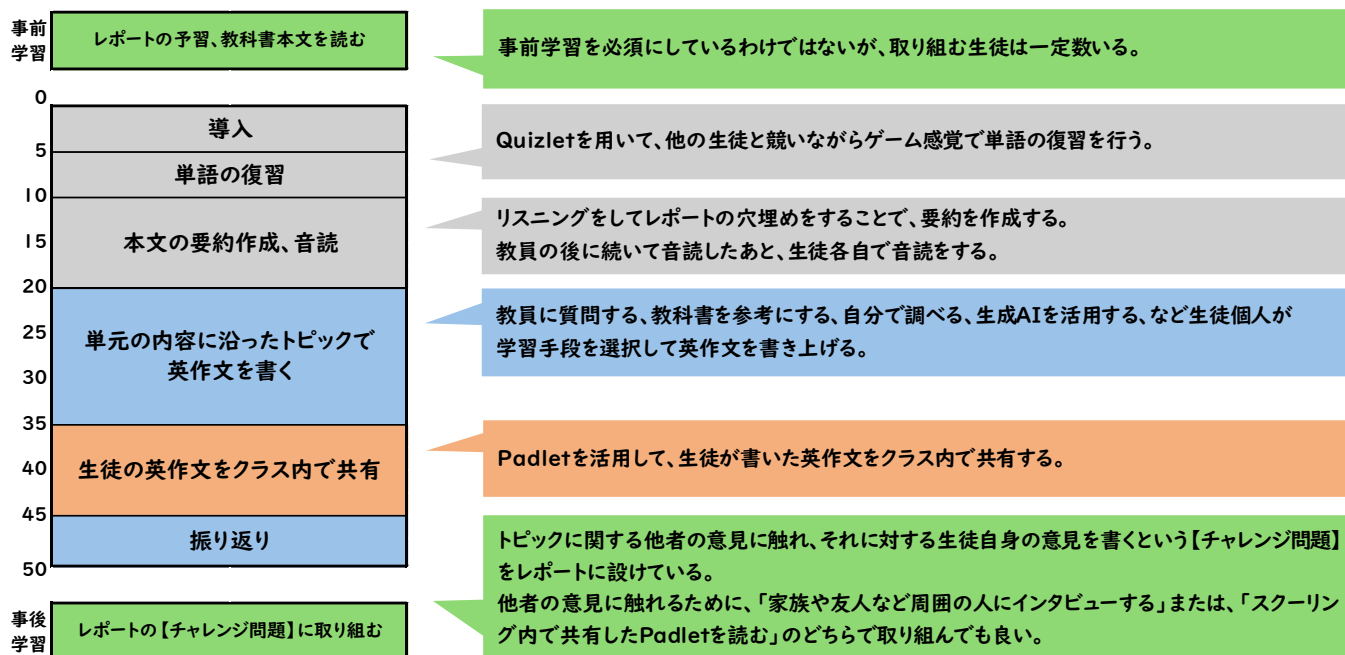 事前
学習
レポートの予習、教科書本文を読む
事前学習を必須にしているわけではないが、取り組む生徒は一定数いる。
0
導入
5
単語の復習
Quizletを用いて、他の生徒と競いながらゲーム感覚で単語の復習を行う。
10
15
本文の要約作成、音読
リスニングをしてレポートの穴埋めをすることで、要約を作成する。
教員の後に続いて音読したあと、生徒各自で音読をする。
20
25
単元の内容に沿ったトピックで
英作文を書く
30
教員に質問する、教科書を参考にする、自分で調べる、生成AIを活用する、など生徒個人が
学習手段を選択して英作文を書き上げる。
35
40
生徒の英作文をクラス内で共有
Padletを活用して、生徒が書いた英作文をクラス内で共有する。
45
振り返り
50
事後
学習
レポートの【チャレンジ問題】に取り組む
トピックに関する他者の意見に触れ、それに対する生徒自身の意見を書くという【チャレンジ問題】
をレポートに設けている。
他者の意見に触れるために、「家族や友人など周囲の人にインタビューする」または、「スクーリン
グ内で共有したPadletを読む」のどちらで取り組んでも良い。